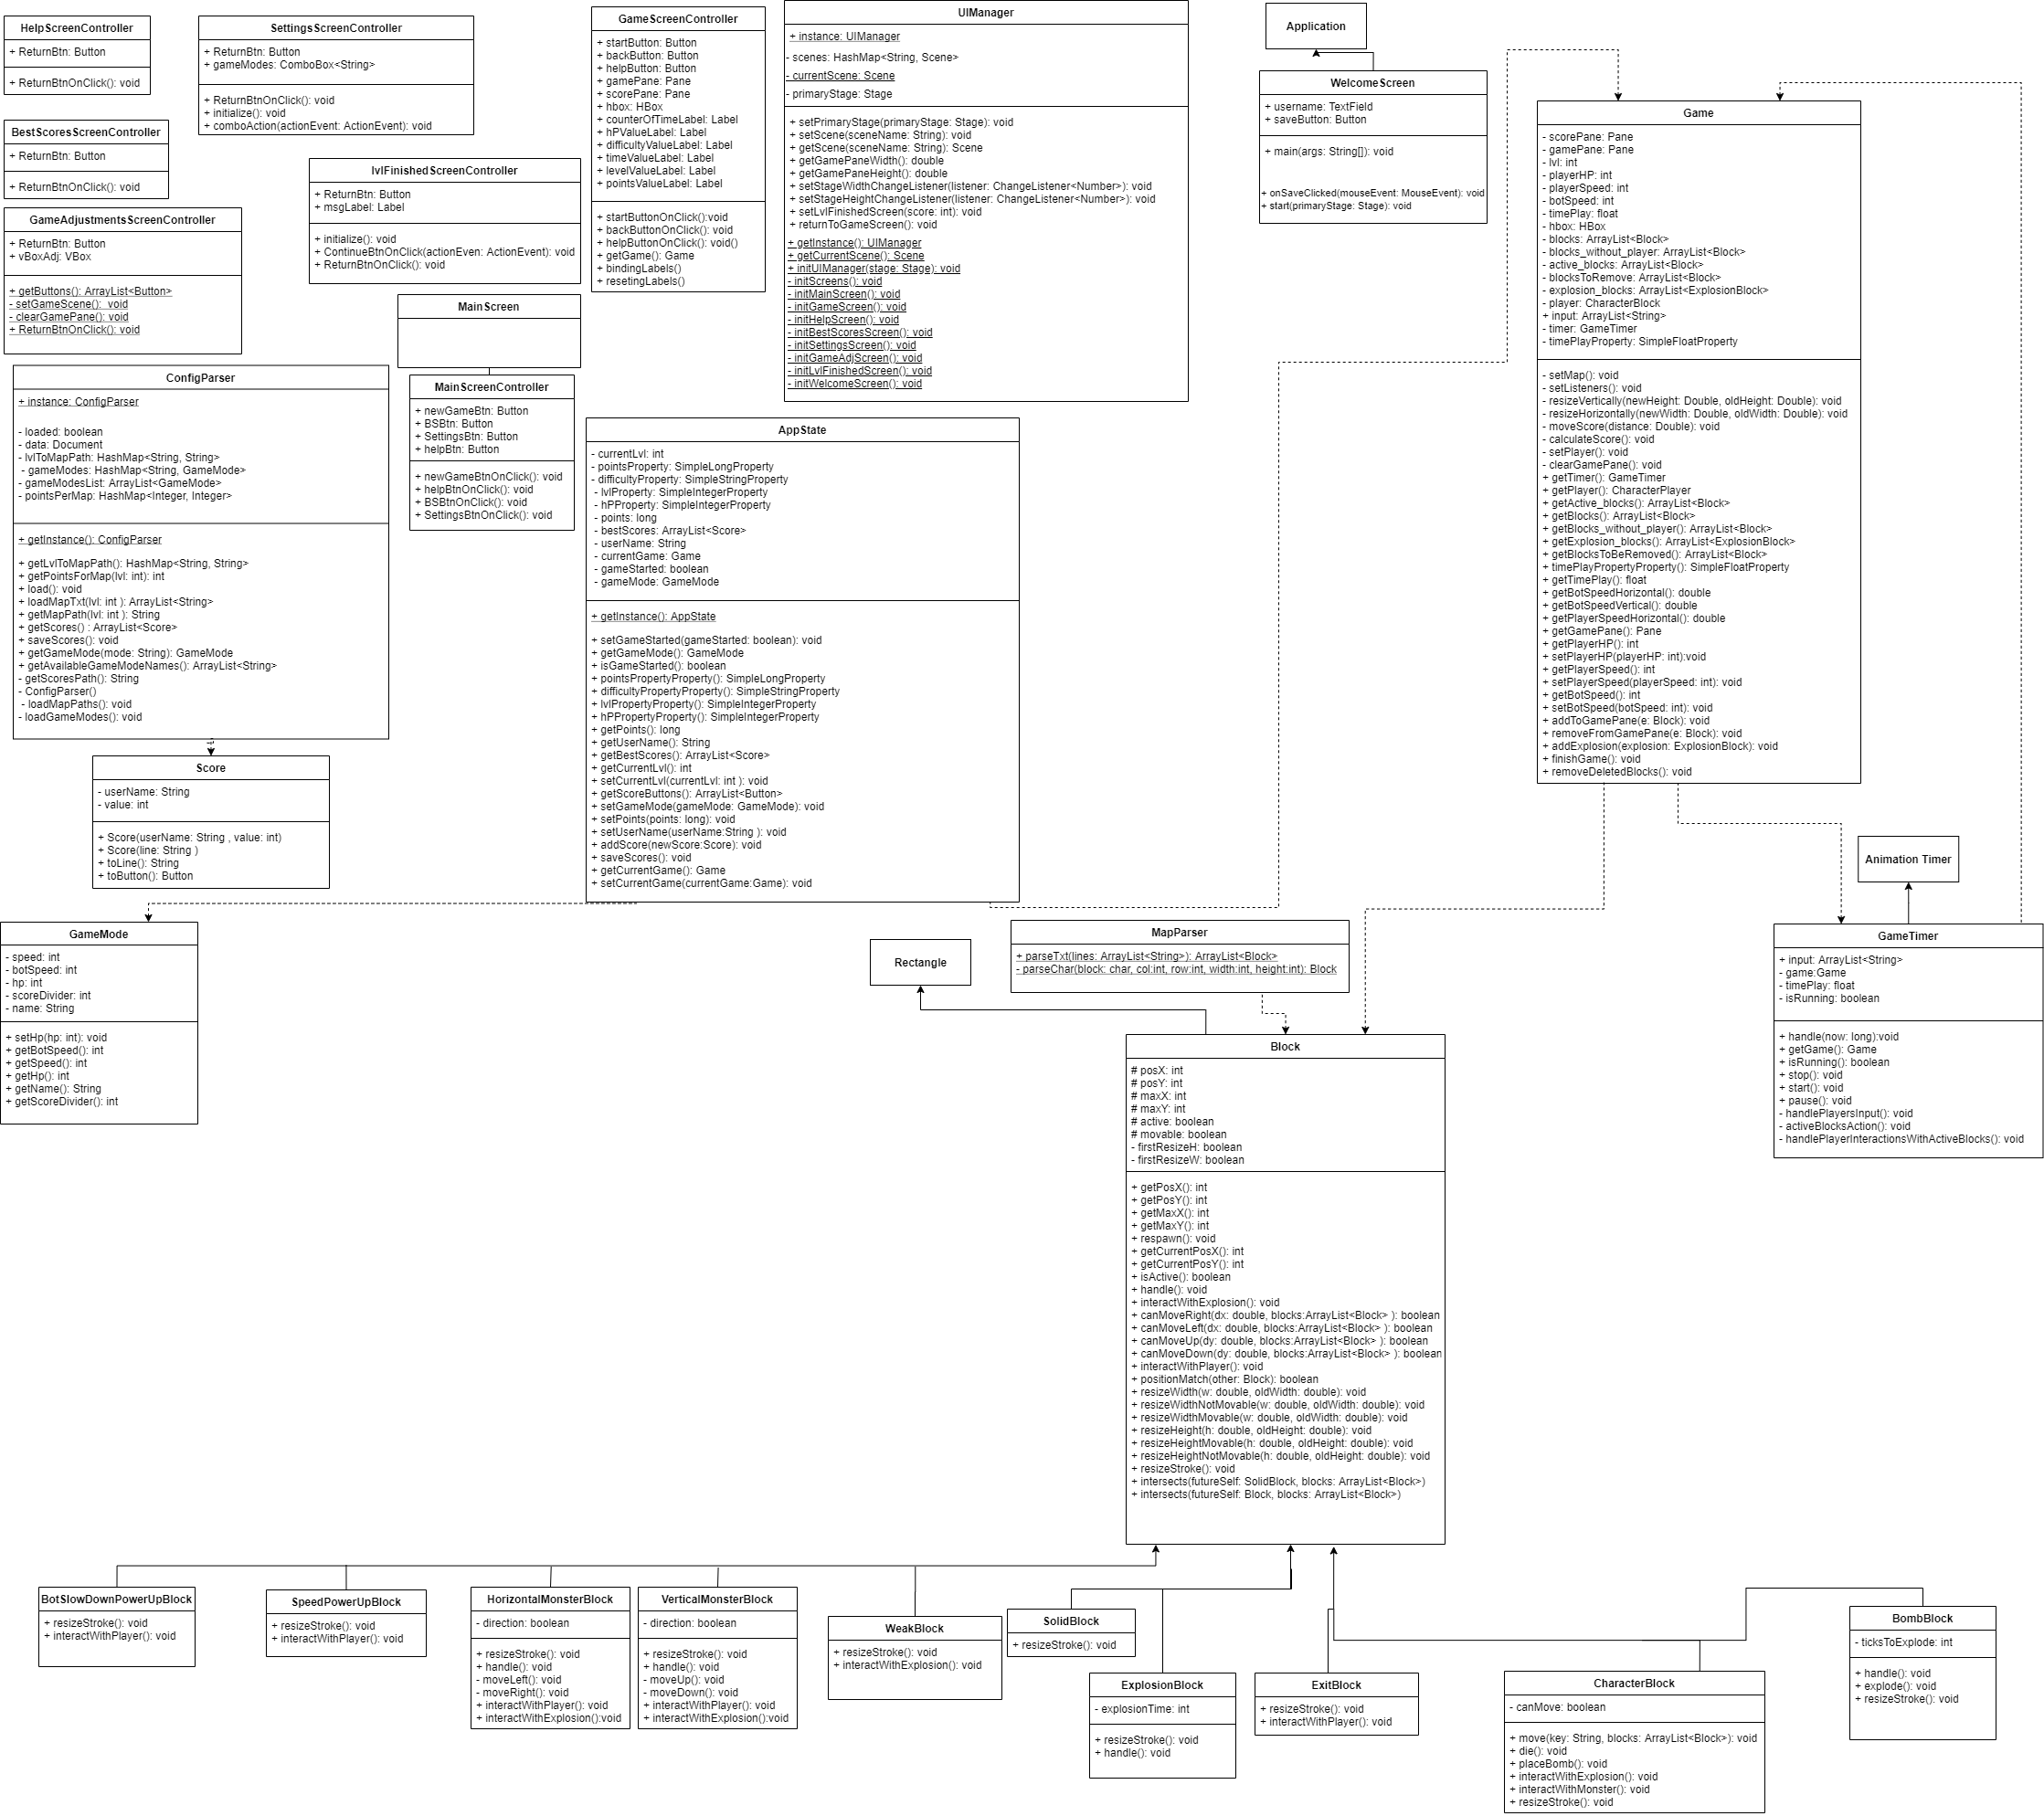 HelpScreenController
+ ReturnBtn: Button
+ ReturnBtnOnClick(): void
BestScoresScreenController
+ ReturnBtn: Button
+ ReturnBtnOnClick(): void
GameAdjustmentsScreenController
+ ReturnBtn: Button
+ vBoxAdj: VBox
+ getButtons(): ArrayList<Button>
- setGameScene(): void
- clearGamePane(): void
+ ReturnBtnOnClick(): void
SettingsScreenController
+ ReturnBtn: Button
+ gameModes: ComboBox<String>
+ ReturnBtnOnClick(): void
+ initialize(): void
+ comboAction(actionEvent: ActionEvent): void
lvlFinishedScreenController
+ ReturnBtn: Button
+ msgLabel: Label
+ initialize(): void
+ ContinueBtnOnClick(actionEven: ActionEvent): void
+ ReturnBtnOnClick(): void
MainScreen
MainScreenController
+ newGameBtn: Button
+ BSBtn: Button
+ SettingsBtn: Button
+ helpBtn: Button
+ newGameBtnOnClick(): void
+ helpBtnOnClick(): void
+ BSBtnOnClick(): void
+ SettingsBtnOnClick(): void
GameScreenController
+ startButton: Button
+ backButton: Button
+ helpButton: Button
+ gamePane: Pane
+ scorePane: Pane
+ hbox: HBox
+ counterOfTimeLabel: Label
+ hPValueLabel: Label
+ difficultyValueLabel: Label
+ timeValueLabel: Label
+ levelValueLabel: Label
+ pointsValueLabel: Label
+ startButtonOnClick():void
+ backButtonOnClick(): void
+ helpButtonOnClick(): void()
+ getGame(): Game
+ bindingLabels()
+ resetingLabels()
UIManager
+ instance: UIManager
- scenes: HashMap<String, Scene>
- currentScene: Scene
- primaryStage: Stage
+ setPrimaryStage(primaryStage: Stage): void
+ setScene(sceneName: String): void
+ getScene(sceneName: String): Scene
+ getGamePaneWidth(): double
+ getGamePaneHeight(): double
+ setStageWidthChangeListener(listener: ChangeListener<Number>): void
+ setStageHeightChangeListener(listener: ChangeListener<Number>): void
+ setLvlFinishedScreen(score: int): void
+ returnToGameScreen(): void
+ getInstance(): UIManager
+ getCurrentScene(): Scene
+ initUIManager(stage: Stage): void
- initScreens(): void
- initMainScreen(): void
- initGameScreen(): void
- initHelpScreen(): void
- initBestScoresScreen(): void
- initSettingsScreen(): void
- initGameAdjScreen(): void
- initLvlFinishedScreen(): void
- initWelcomeScreen(): void
Application
WelcomeScreen
+ username: TextField
+ saveButton: Button
+ main(args: String[]): void
+ onSaveClicked(mouseEvent: MouseEvent): void
+ start(primaryStage: Stage): void
Game
- scorePane: Pane
- gamePane: Pane
- lvl: int
- playerHP: int
- playerSpeed: int
- botSpeed: int
- timePlay: float
- hbox: HBox
- blocks: ArrayList<Block>
- blocks_without_player: ArrayList<Block>
- active_blocks: ArrayList<Block>
- blocksToRemove: ArrayList<Block>
- explosion_blocks: ArrayList<ExplosionBlock>
- player: CharacterBlock
+ input: ArrayList<String>
- timer: GameTimer
- timePlayProperty: SimpleFloatProperty
- setMap(): void
- setListeners(): void
- resizeVertically(newHeight: Double, oldHeight: Double): void
- resizeHorizontally(newWidth: Double, oldWidth: Double): void
- moveScore(distance: Double): void
- calculateScore(): void
- setPlayer(): void
- clearGamePane(): void
+ getTimer(): GameTimer
+ getPlayer(): CharacterPlayer
+ getActive_blocks(): ArrayList<Block>
+ getBlocks(): ArrayList<Block>
+ getBlocks_without_player(): ArrayList<Block>
+ getExplosion_blocks(): ArrayList<ExplosionBlock>
+ getBlocksToBeRemoved(): ArrayList<Block>
+ timePlayPropertyProperty(): SimpleFloatProperty
+ getTimePlay(): float
+ getBotSpeedHorizontal(): double
+ getBotSpeedVertical(): double
+ getPlayerSpeedHorizontal(): double
+ getGamePane(): Pane
+ getPlayerHP(): int
+ setPlayerHP(playerHP: int):void
+ getPlayerSpeed(): int
+ setPlayerSpeed(playerSpeed: int): void
+ getBotSpeed(): int
+ setBotSpeed(botSpeed: int): void
+ addToGamePane(e: Block): void
+ removeFromGamePane(e: Block): void
+ addExplosion(explosion: ExplosionBlock): void
+ finishGame(): void
+ removeDeletedBlocks(): void
ConfigParser
+ instance: ConfigParser
- loaded: boolean
- data: Document
- lvlToMapPath: HashMap<String, String>
- gameModes: HashMap<String, GameMode>
- gameModesList: ArrayList<GameMode>
- pointsPerMap: HashMap<Integer, Integer>
+ getInstance(): ConfigParser
+ getLvlToMapPath(): HashMap<String, String>
+ getPointsForMap(lvl: int): int
+ load(): void
+ loadMapTxt(lvl: int ): ArrayList<String>
+ getMapPath(lvl: int ): String
+ getScores() : ArrayList<Score>
+ saveScores(): void
+ getGameMode(mode: String): GameMode
+ getAvailableGameModeNames(): ArrayList<String>
- getScoresPath(): String
- ConfigParser()
- loadMapPaths(): void
- loadGameModes(): void
Score
- userName: String
- value: int
+ Score(userName: String , value: int)
+ Score(line: String )
+ toLine(): String
+ toButton(): Button
AppState
- currentLvl: int
- pointsProperty: SimpleLongProperty
- difficultyProperty: SimpleStringProperty
- lvlProperty: SimpleIntegerProperty
- hPProperty: SimpleIntegerProperty
- points: long
- bestScores: ArrayList<Score>
- userName: String
- currentGame: Game
- gameStarted: boolean
- gameMode: GameMode
+ getInstance(): AppState
+ setGameStarted(gameStarted: boolean): void
+ getGameMode(): GameMode
+ isGameStarted(): boolean
+ pointsPropertyProperty(): SimpleLongProperty
+ difficultyPropertyProperty(): SimpleStringProperty
+ lvlPropertyProperty(): SimpleIntegerProperty
+ hPPropertyProperty(): SimpleIntegerProperty
+ getPoints(): long
+ getUserName(): String
+ getBestScores(): ArrayList<Score>
+ getCurrentLvl(): int
+ setCurrentLvl(currentLvl: int ): void
+ getScoreButtons(): ArrayList<Button>
+ setGameMode(gameMode: GameMode): void
+ setPoints(points: long): void
+ setUserName(userName:String ): void
+ addScore(newScore:Score): void
+ saveScores(): void
+ getCurrentGame(): Game
+ setCurrentGame(currentGame:Game): void
GameMode
- speed: int
- botSpeed: int
- hp: int
- scoreDivider: int
- name: String
+ setHp(hp: int): void
+ getBotSpeed(): int
+ getSpeed(): int
+ getHp(): int
+ getName(): String
+ getScoreDivider(): int
Rectangle
MapParser
+ parseTxt(lines: ArrayList<String>): ArrayList<Block>
- parseChar(block: char, col:int, row:int, width:int, height:int): Block
Animation Timer
GameTimer
+ input: ArrayList<String>
- game:Game
- timePlay: float
- isRunning: boolean
+ handle(now: long):void
+ getGame(): Game
+ isRunning(): boolean
+ stop(): void
+ start(): void
+ pause(): void
- handlePlayersInput(): void
- activeBlocksAction(): void
- handlePlayerInteractionsWithActiveBlocks(): void
Block
# posX: int
# posY: int
# maxX: int
# maxY: int
# active: boolean
# movable: boolean
- firstResizeH: boolean
- firstResizeW: boolean
+ getPosX(): int
+ getPosY(): int
+ getMaxX(): int
+ getMaxY(): int
+ respawn(): void
+ getCurrentPosX(): int
+ getCurrentPosY(): int
+ isActive(): boolean
+ handle(): void
+ interactWithExplosion(): void
+ canMoveRight(dx: double, blocks:ArrayList<Block> ): boolean
+ canMoveLeft(dx: double, blocks:ArrayList<Block> ): boolean
+ canMoveUp(dy: double, blocks:ArrayList<Block> ): boolean
+ canMoveDown(dy: double, blocks:ArrayList<Block> ): boolean
+ interactWithPlayer(): void
+ positionMatch(other: Block): boolean
+ resizeWidth(w: double, oldWidth: double): void
+ resizeWidthNotMovable(w: double, oldWidth: double): void
+ resizeWidthMovable(w: double, oldWidth: double): void
+ resizeHeight(h: double, oldHeight: double): void
+ resizeHeightMovable(h: double, oldHeight: double): void
+ resizeHeightNotMovable(h: double, oldHeight: double): void
+ resizeStroke(): void
+ intersects(futureSelf: SolidBlock, blocks: ArrayList<Block>)
+ intersects(futureSelf: Block, blocks: ArrayList<Block>)
BotSlowDownPowerUpBlock
+ resizeStroke(): void
+ interactWithPlayer(): void
SpeedPowerUpBlock
+ resizeStroke(): void
+ interactWithPlayer(): void
HorizontalMonsterBlock
- direction: boolean
+ resizeStroke(): void
+ handle(): void
- moveLeft(): void
- moveRight(): void
+ interactWithPlayer(): void
+ interactWithExplosion():void
VerticalMonsterBlock
- direction: boolean
+ resizeStroke(): void
+ handle(): void
- moveUp(): void
- moveDown(): void
+ interactWithPlayer(): void
+ interactWithExplosion():void
WeakBlock
+ resizeStroke(): void
+ interactWithExplosion(): void
SolidBlock
+ resizeStroke(): void
ExplosionBlock
- explosionTime: int
+ resizeStroke(): void
+ handle(): void
ExitBlock
+ resizeStroke(): void
+ interactWithPlayer(): void
CharacterBlock
- canMove: boolean
+ move(key: String, blocks: ArrayList<Block>): void
+ die(): void
+ placeBomb(): void
+ interactWithExplosion(): void
+ interactWithMonster(): void
+ resizeStroke(): void
BombBlock
- ticksToExplode: int
+ handle(): void
+ explode(): void
+ resizeStroke(): void